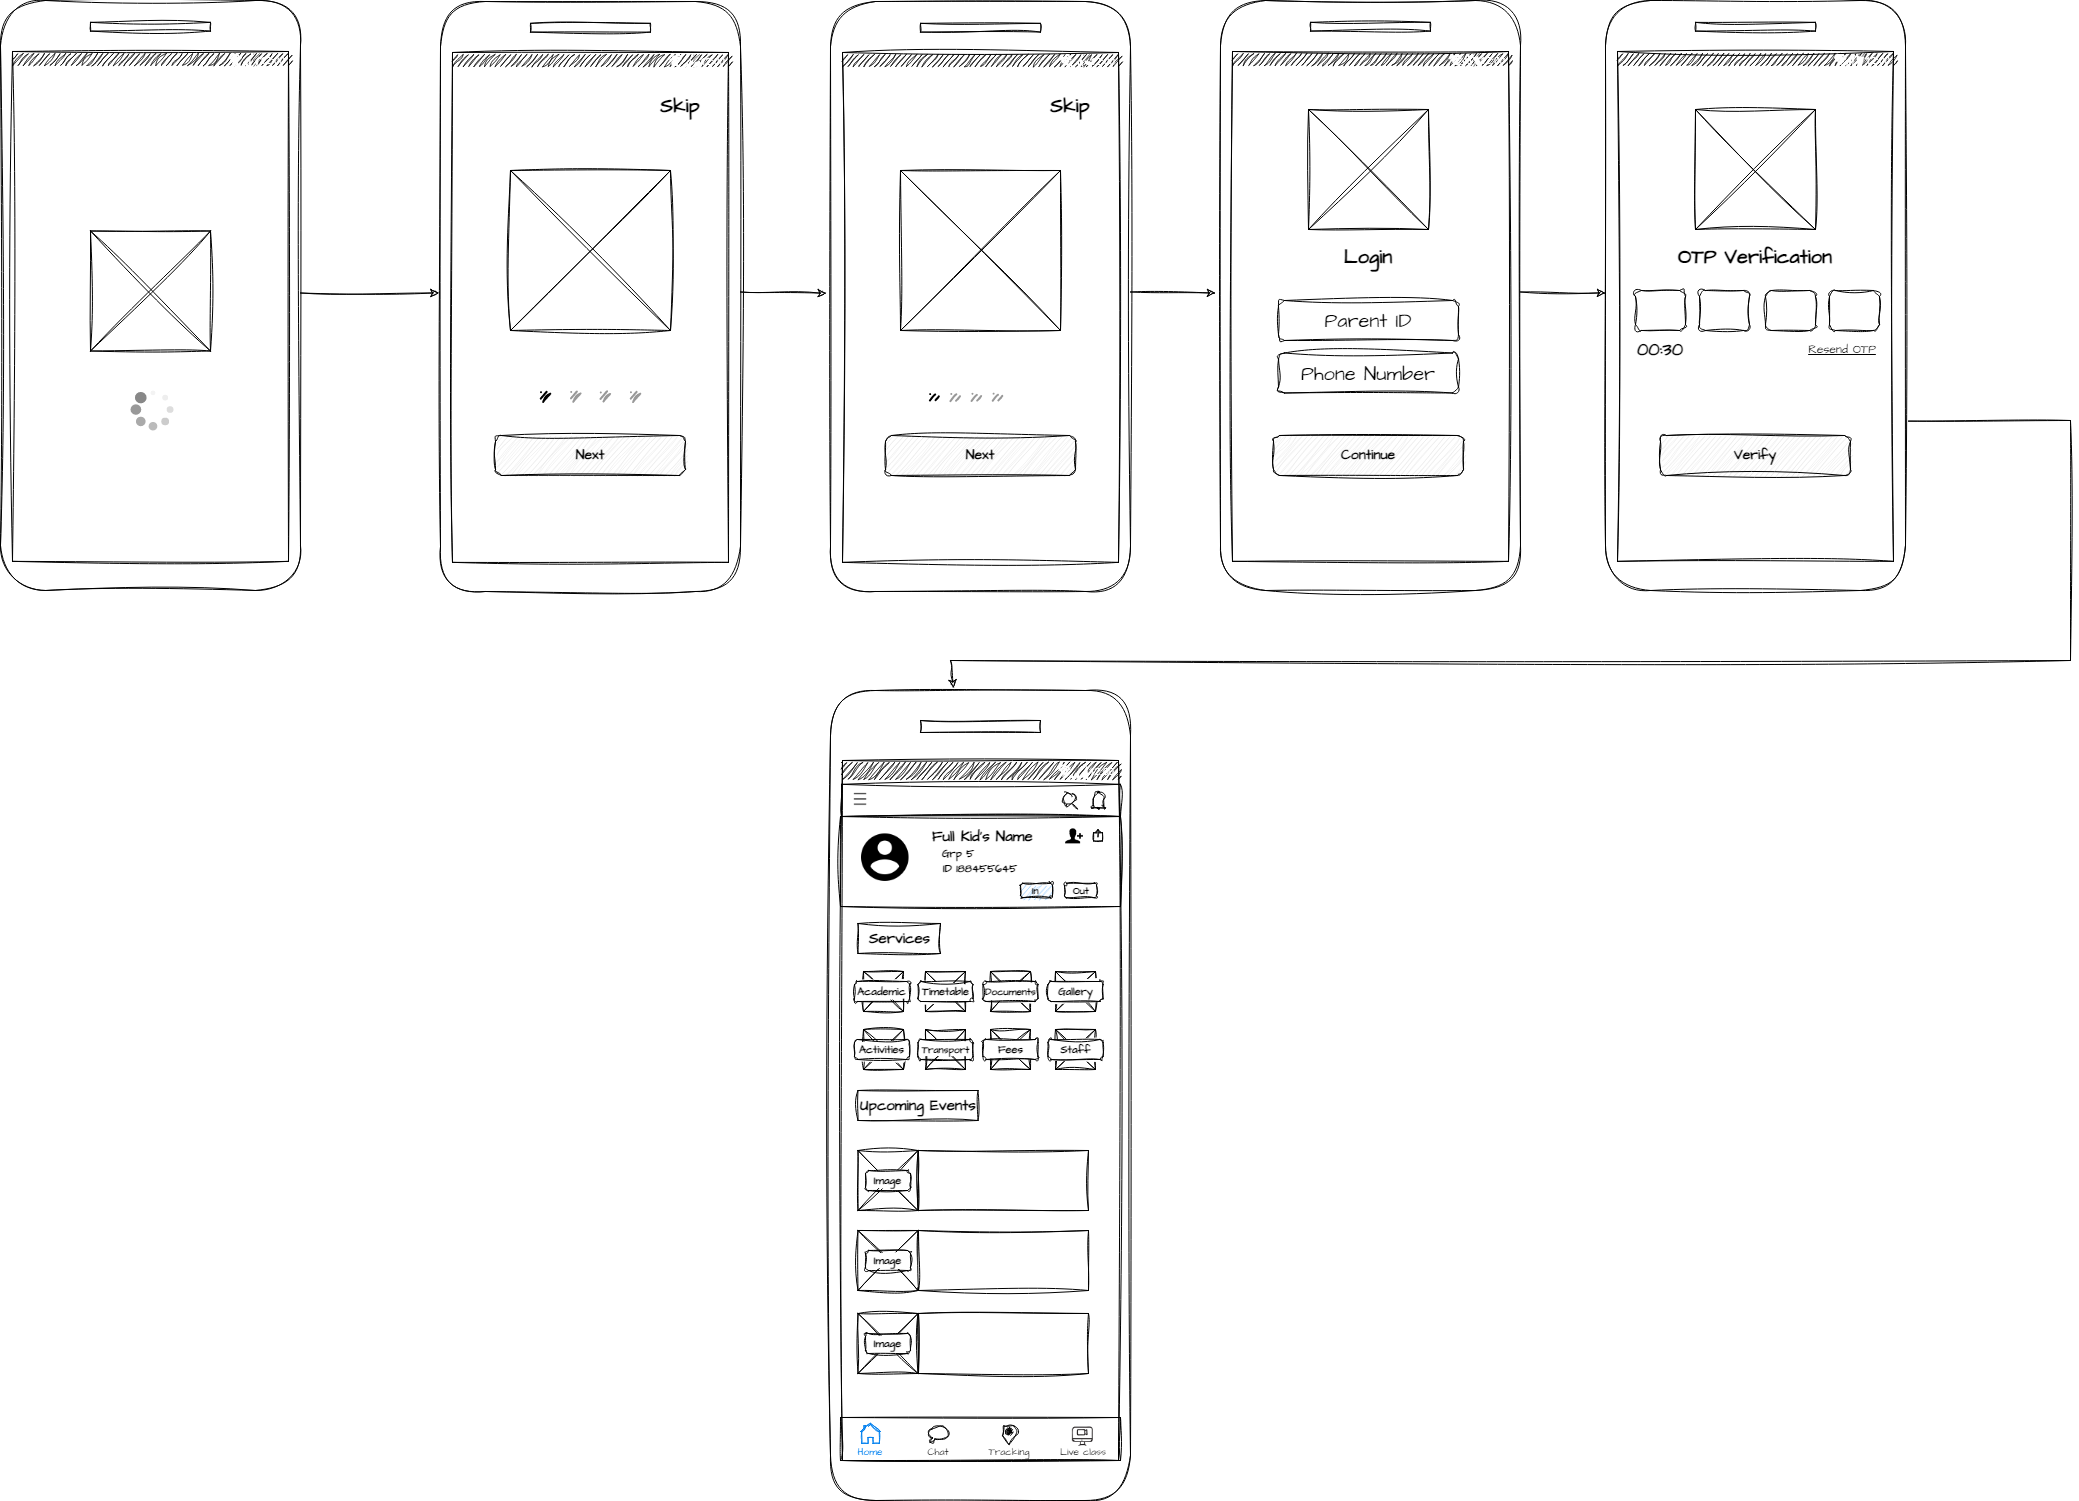 Skip
Next
Skip
Next
Login
Parent ID
Phone Number
Continue
OTP Verification
00:30
Resend OTP
Verify
Full Kid's Name
Grp 5
ID 188455645
In
Out
Services
Academic
Timetable
Documents
Gallery
Activities
Transport
Fees
Staff
Upcoming Events
Image
Image
Image
Home
Chat
Tracking
Live class